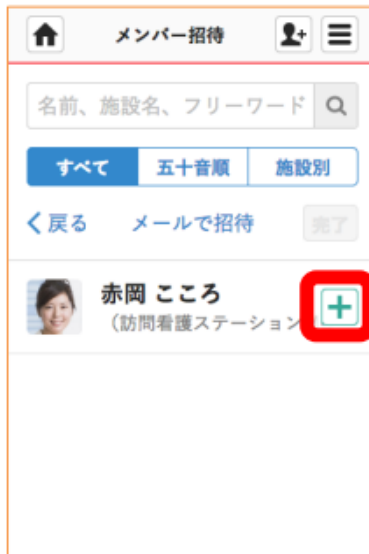 メンバー招待
名前、施設名、フリーワード
すべて 五十音順 施設別
戻る メールで招待 完了
赤岡 こころ
（訪問看護ステーション